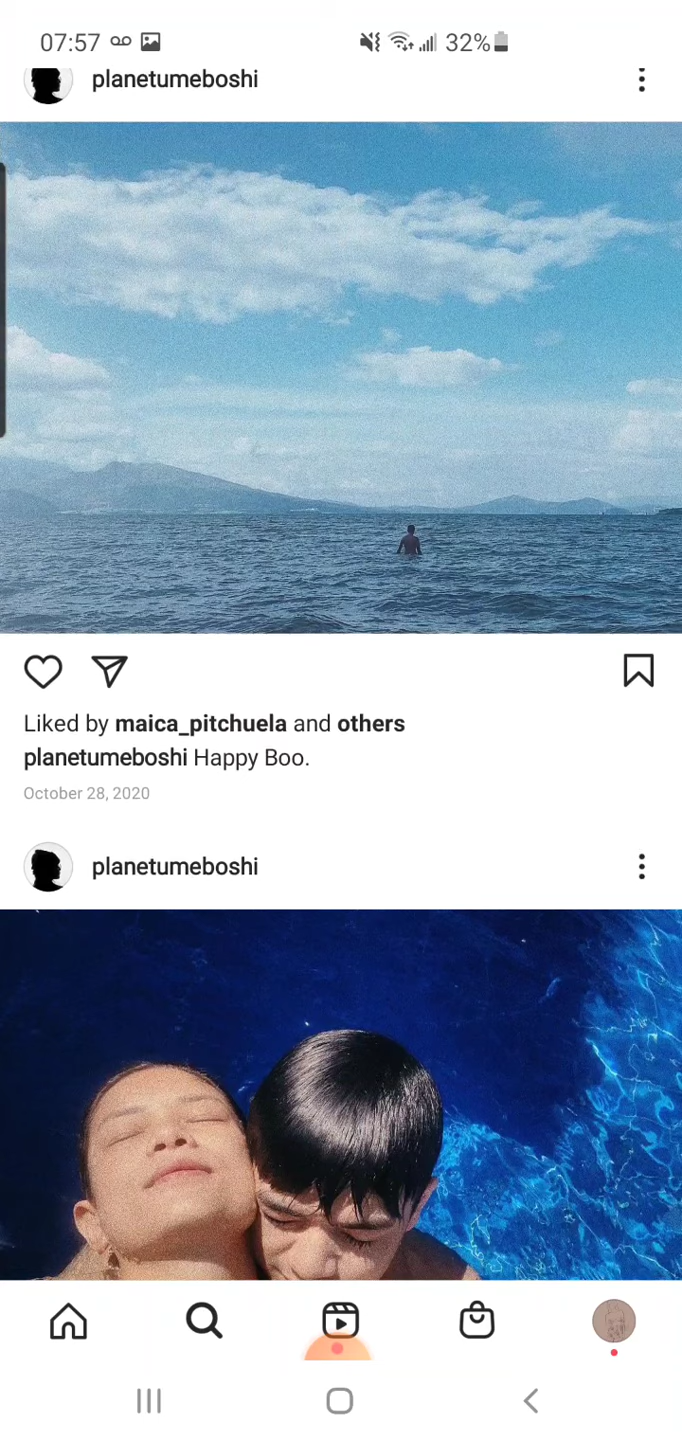 07:57 32%
planetumeboshi
Liked by maica_pitchuela and others
planetumeboshi Happy Boo.
October 28, 2020
planetumeboshi